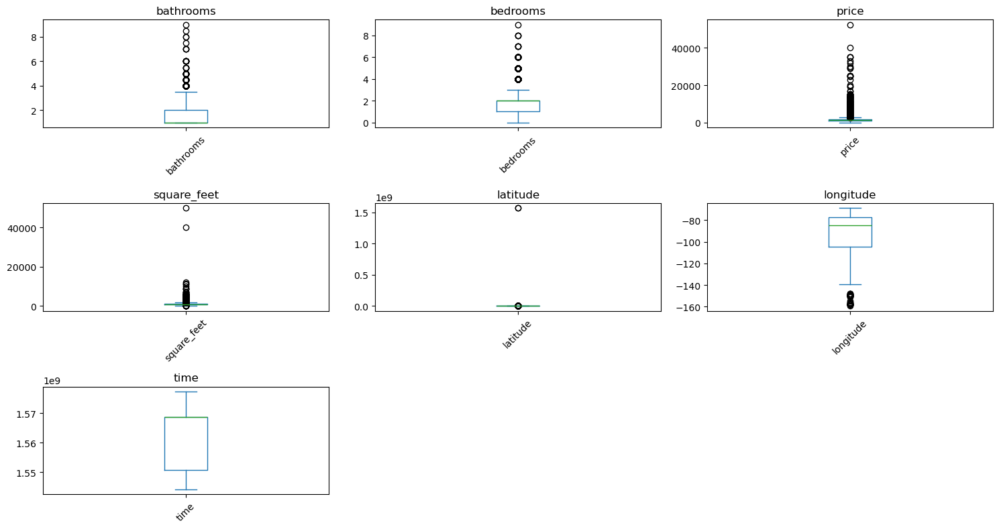 bathrooms
8
6
4
2
bathrooms
bedrooms
8
6
4
2
0
bedrooms
price
40000
20000
0
price
square_feet
40000
20000
0
square_feet
latitude
1e9
1.5
1.0
0.5
0.0
latitude
longitude
−80
−100
−120
−140
−160
longitude
time
1e9
1.57
1.56
1.55
time